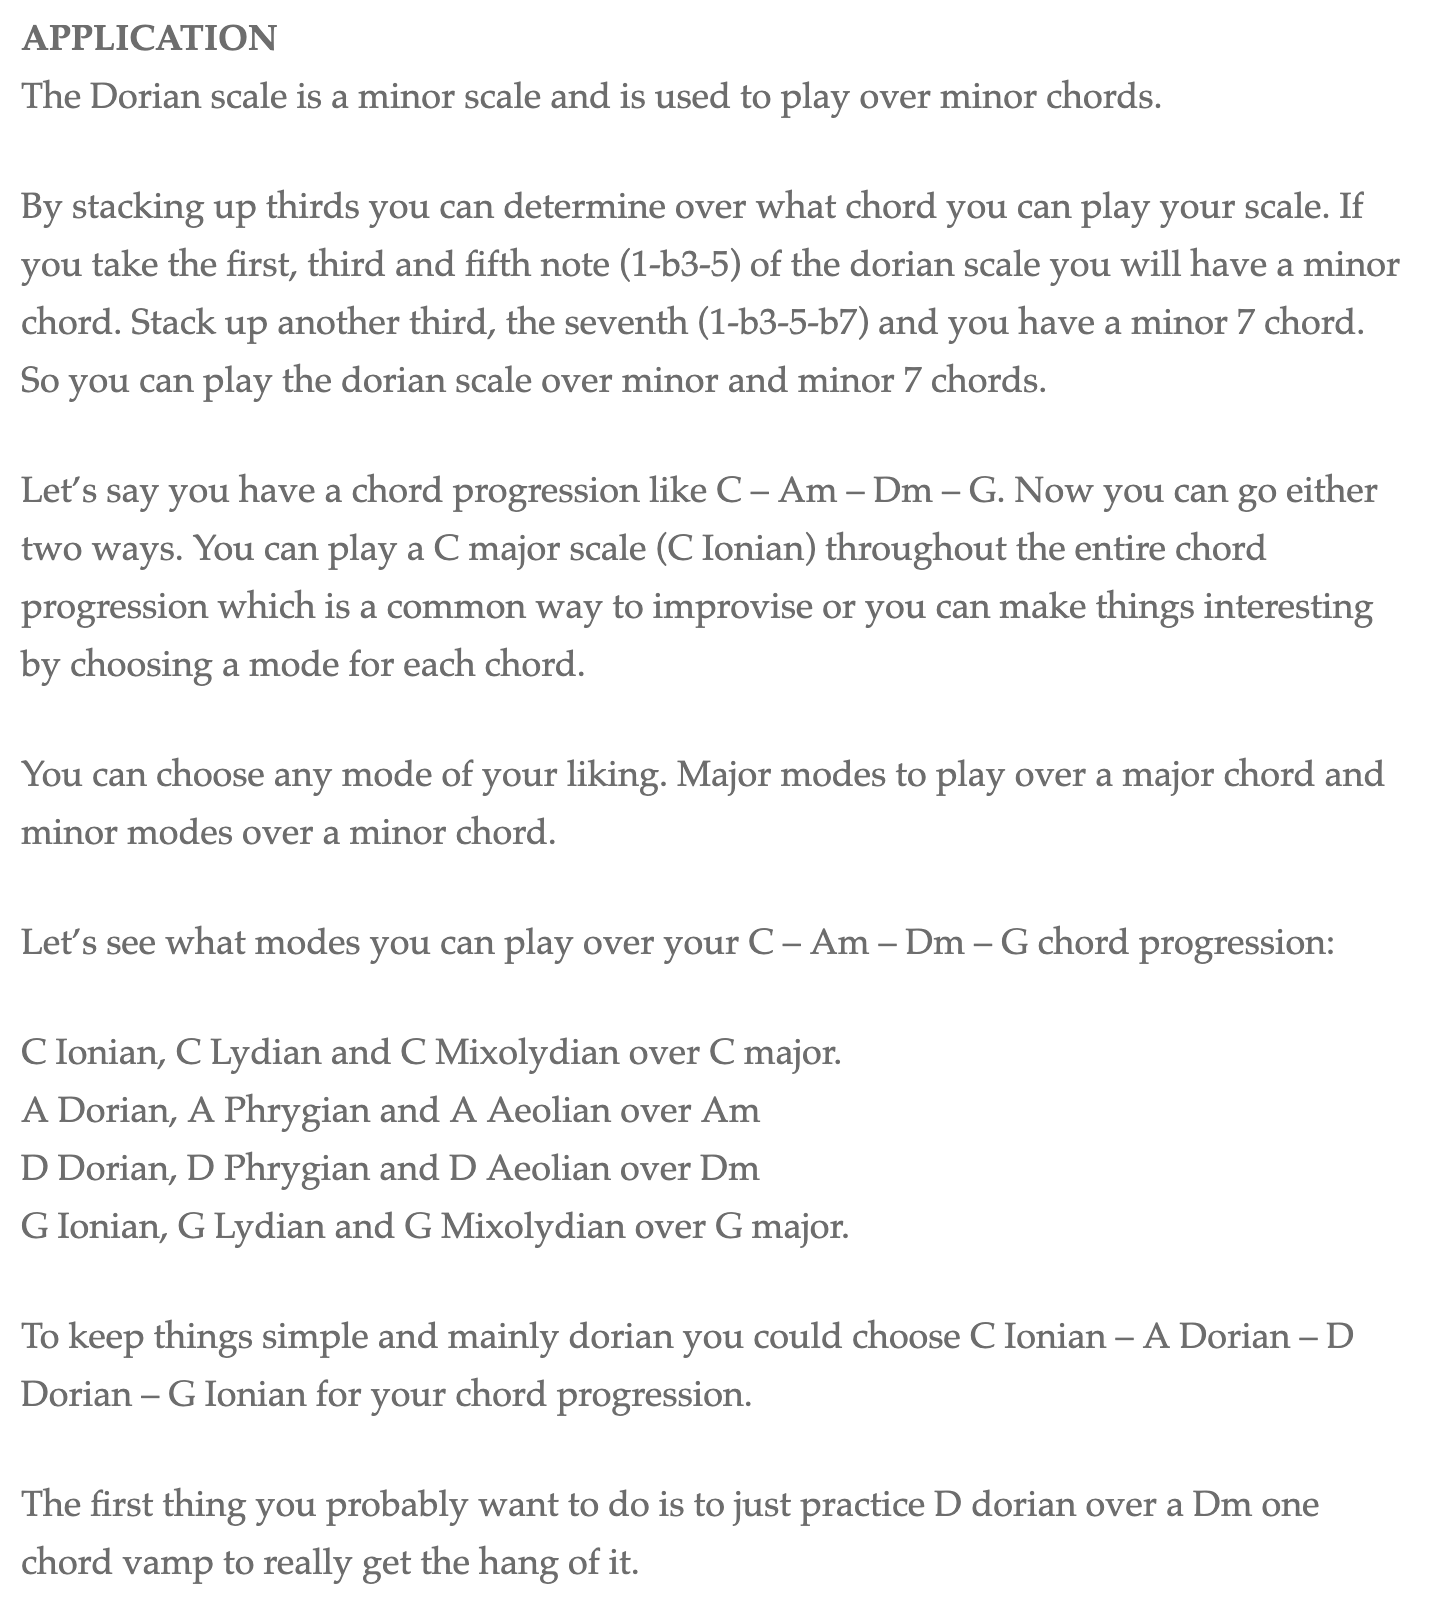 APPLICATION
The Dorian scale is a minor scale and is used to play over minor chords.
By stacking up thirds you can determine over what chord you can play your scale. If
you take the first, third and fifth note (1-b3-5) of the dorian scale you will have a minor
chord. Stack up another third, the seventh (1-b3-5-b7) and you have a minor 7 chord.
So you can play the dorian scale over minor and minor 7 chords.
Let’s say you have a chord progression like C – Am – Dm – G. Now you can go either
two ways. You can play a C major scale (C Ionian) throughout the entire chord
progression which is a common way to improvise or you can make things interesting
by choosing a mode for each chord.
You can choose any mode of your liking. Major modes to play over a major chord and
minor modes over a minor chord.
Let’s see what modes you can play over your C – Am – Dm – G chord progression:
C Ionian, C Lydian and C Mixolydian over C major.
A Dorian, A Phrygian and A Aeolian over Am
D Dorian, D Phrygian and D Aeolian over Dm
G Ionian, G Lydian and G Mixolydian over G major.
To keep things simple and mainly dorian you could choose C Ionian – A Dorian – D
Dorian – G Ionian for your chord progression.
The first thing you probably want to do is to just practice D dorian over a Dm one
chord vamp to really get the hang of it.